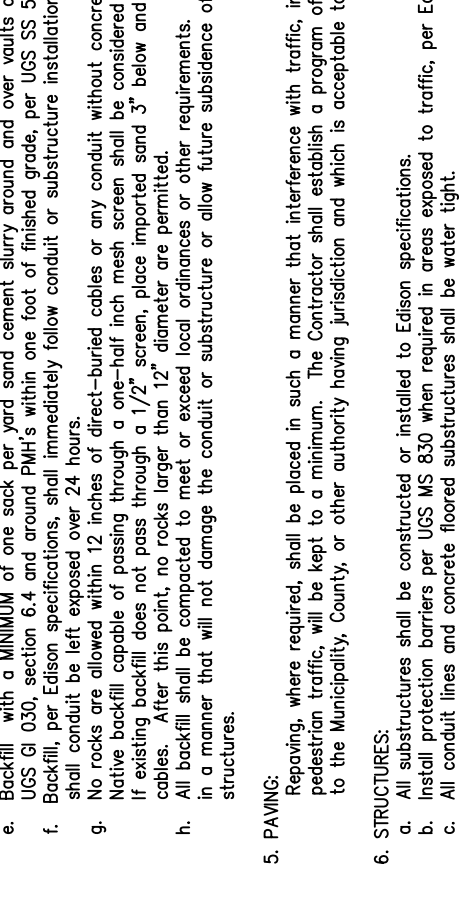 e. Backfill with a MINIMUM of one sack per yard sand cement slurry around and over vaults
UGS GI 030, section 6.4 and around PMH's within one foot of finished grade, per UGS SS 5
f. Backfill, per Edison specifications, shall immediately follow conduit or substructure installation
shall conduit be left exposed over 24 hours.
g. No rocks are allowed within 12 inches of direct-buried cables or any conduit without concre
Native backfill capable of passing through a one-half inch mesh screen shall be considered
If existing backfill does not pass through a 1/2" screen, place imported sand 3" below and
cables. After this point, no rocks larger than 12" diameter are permitted.
h. All backfill shall be compacted to meet or exceed local ordinances or other requirements.
in a manner that will not damage the conduit or substructure or allow future subsidence of
structures.
5. PAVING:
Repaving, where required, shall be placed in such a manner that interference with traffic, in
pedestrian traffic, will be kept to a minimum. The Contractor shall establish a program of
to the Municipality, County, or other authority having jurisdiction and which is acceptable to
6. STRUCTURES:
a. All substructures shall be constructed or installed to Edison specifications.
b. Install protection barriers per UGS MS 830 when required in areas exposed to traffic, per Ed
c. All conduit lines and concrete floored substructures shall be water tight.